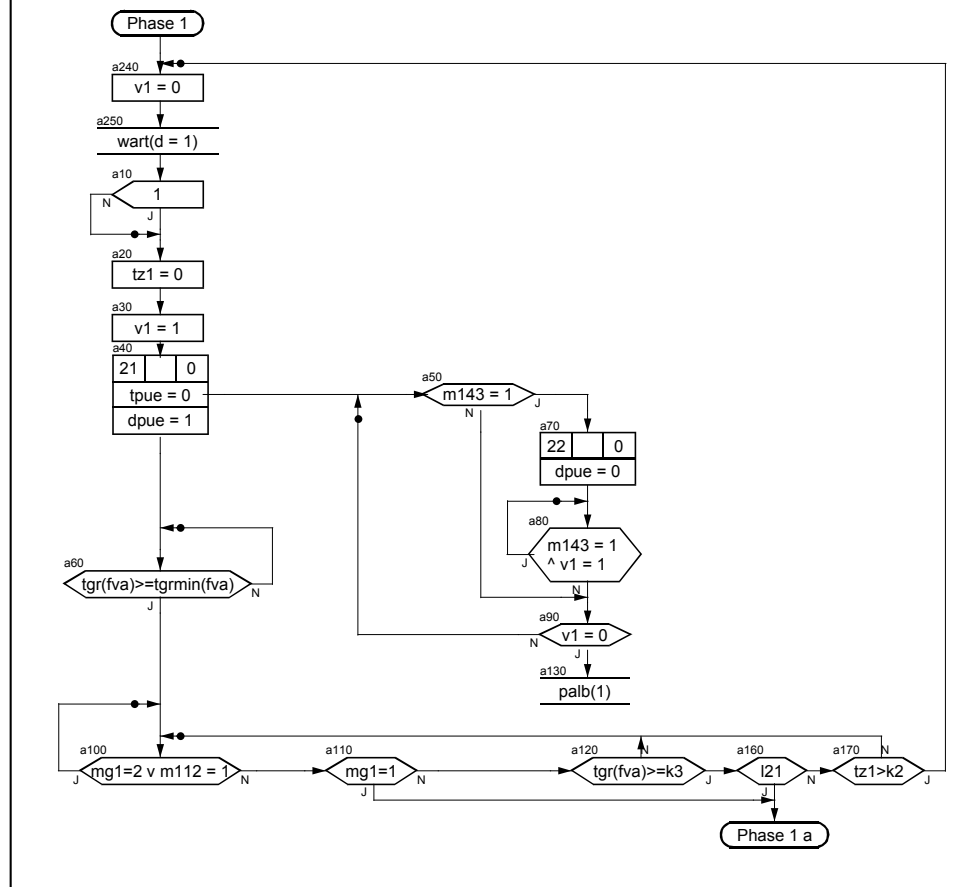 Phase 1
a240
v1 = 0
a250
wart(d = 1)
a10
1
N
J
a20
tz1 = 0
a30
v1 = 1
a40
21 0
tpue = 0
dpue = 1
a50
m143 = 1
J
N
a70
22 0
dpue = 0
a80
m143 = 1
^ v1 = 1
J
N
a60
tgr(fva)>=tgrmin(fva)
N
J
a90
v1 = 0
N
J
a130
palb(1)
a100
mg1=2 v m112 = 1
J
N
a110
mg1=1
N
J
a120
tgr(fva)>=k3
N
J
a160
l21
N
J
a170
tz1>k2
N
J
Phase 1 a